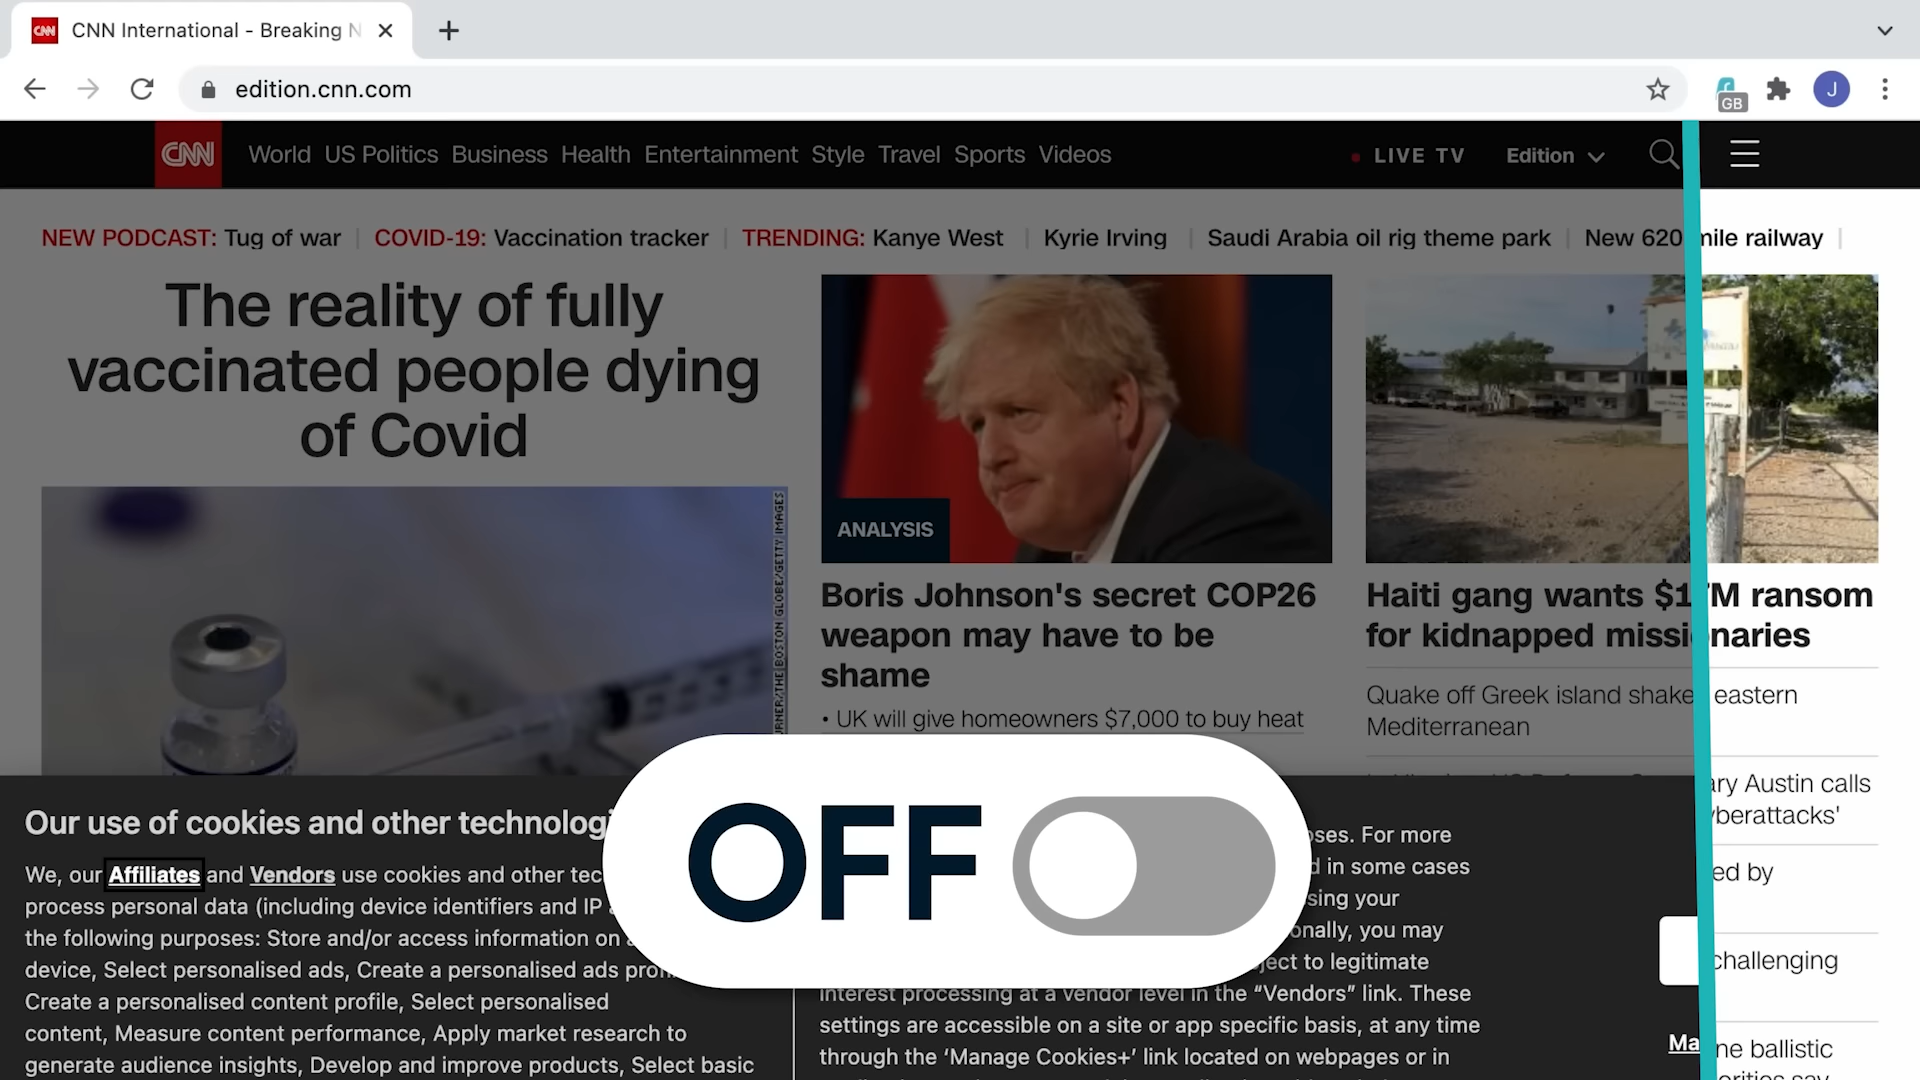 CNN International - Breaking N
edition.cnn.com
GB
J
CNN
World US Politics Business Health Entertainment Style Travel Sports Videos
LIVE TV
Edition
NEW PODCAST: Tug of war
COVID-19: Vaccination tracker
TRENDING: Kanye West
Kyrie Irving
Saudi Arabia oil rig theme park
New 620 mile railway
The reality of fully
vaccinated people dying
of Covid
ANALYSIS
Boris Johnson's secret COP26
weapon may have to be
shame
• UK will give homeowners $7,000 to buy heat
Haiti gang wants $17M ransom
for kidnapped missionaries
Quake off Greek island shakes eastern
Mediterranean
ary Austin calls
yberattacks'
ed by
challenging
ne ballistic
Our use of cookies and other technologi
We, our Affiliates and Vendors use cookies and other tec
process personal data (including device identifiers and IP
the following purposes: Store and/or access information on
device, Select personalised ads, Create a personalised ads pro
Create a personalised content profile, Select personalised
content, Measure content performance, Apply market research to
generate audience insights, Develop and improve products, Select basic
OFF
oses. For more
d in some cases
sing your
onally, you may
ject to legitimate
interest processing at a vendor level in the “Vendors” link. These
settings are accessible on a site or app specific basis, at any time
through the ‘Manage Cookies+’ link located on webpages or in
Ma